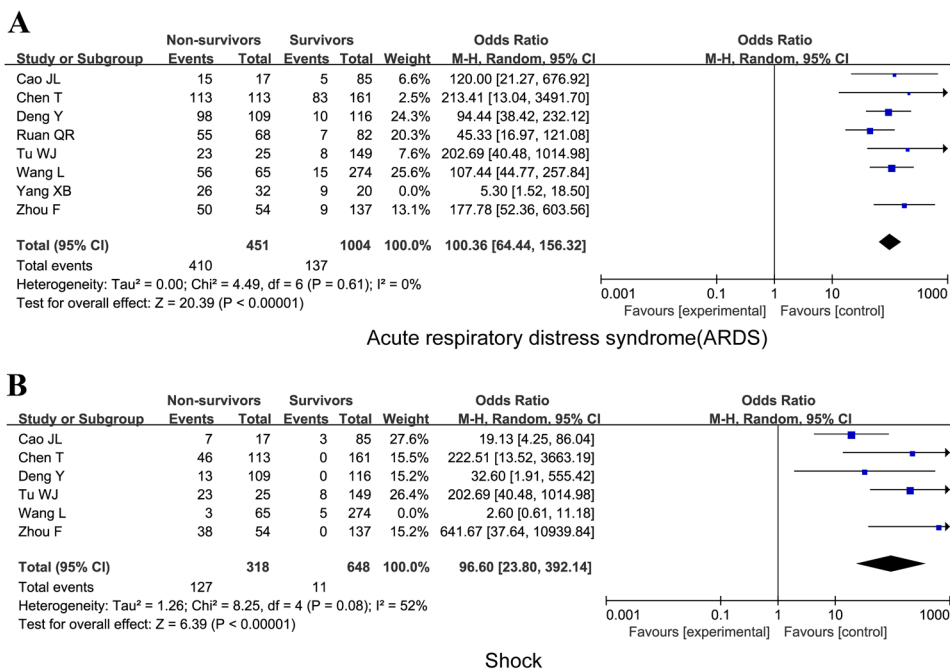 A
Non-survivors Survivors Odds Ratio Odds Ratio
Study or Subgroup Events Total Events Total Weight M-H, Random, 95% CI M-H, Random, 95% CI
Cao JL 15 17 5 85 6.6% 120.00 [21.27, 676.92]
Chen T 113 113 83 161 2.5% 213.41 [13.04, 3491.70]
Deng Y 98 109 10 116 24.3% 94.44 [38.42, 232.12]
Ruan QR 55 68 7 82 20.3% 45.33 [16.97, 121.08]
Tu WJ 23 25 8 149 7.6% 202.69 [40.48, 1014.98]
Wang L 56 65 15 274 25.6% 107.44 [44.77, 257.84]
Yang XB 26 32 9 20 0.0% 5.30 [1.52, 18.50]
Zhou F 50 54 9 137 13.1% 177.78 [52.36, 603.56]
Total (95% CI) 451 1004 100.0% 100.36 [64.44, 156.32]
Total events 410 137
Heterogeneity: Tau² = 0.00; Chi² = 4.49, df = 6 (P = 0.61); I² = 0%
Test for overall effect: Z = 20.39 (P < 0.00001)
0.001 0.1 1 10 1000
Favours [experimental] Favours [control]
Acute respiratory distress syndrome(ARDS)
B
Non-survivors Survivors Odds Ratio Odds Ratio
Study or Subgroup Events Total Events Total Weight M-H, Random, 95% CI M-H, Random, 95% CI
Cao JL 7 17 3 85 27.6% 19.13 [4.25, 86.04]
Chen T 46 113 0 161 15.5% 222.51 [13.52, 3663.19]
Deng Y 13 109 0 116 15.2% 32.60 [1.91, 555.42]
Tu WJ 23 25 8 149 26.4% 202.69 [40.48, 1014.98]
Wang L 3 65 5 274 0.0% 2.60 [0.61, 11.18]
Zhou F 38 54 0 137 15.2% 641.67 [37.64, 10939.84]
Total (95% CI) 318 648 100.0% 96.60 [23.80, 392.14]
Total events 127 11
Heterogeneity: Tau² = 1.26; Chi² = 8.25, df = 4 (P = 0.08); I² = 52%
Test for overall effect: Z = 6.39 (P < 0.00001)
0.001 0.1 1 10 1000
Favours [experimental] Favours [control]
Shock